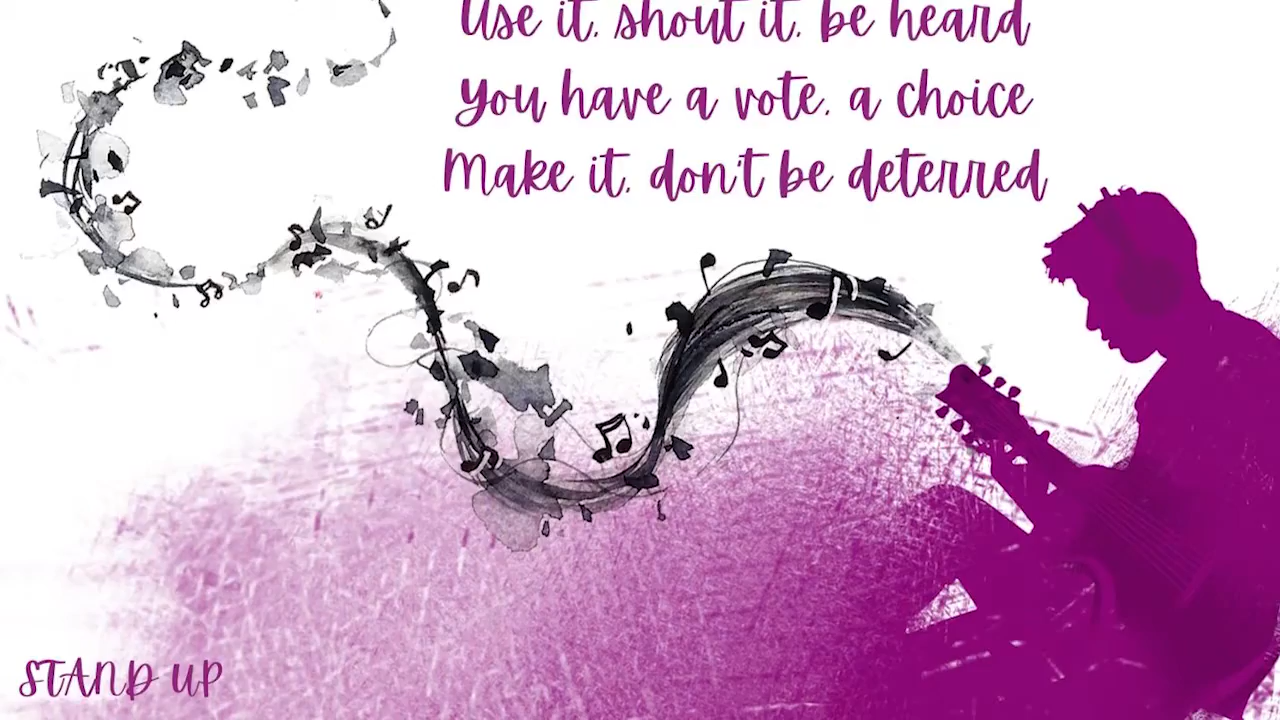 Use it, shout it, be heard
You have a vote, a choice
Make it, don't be deterred
STAND UP